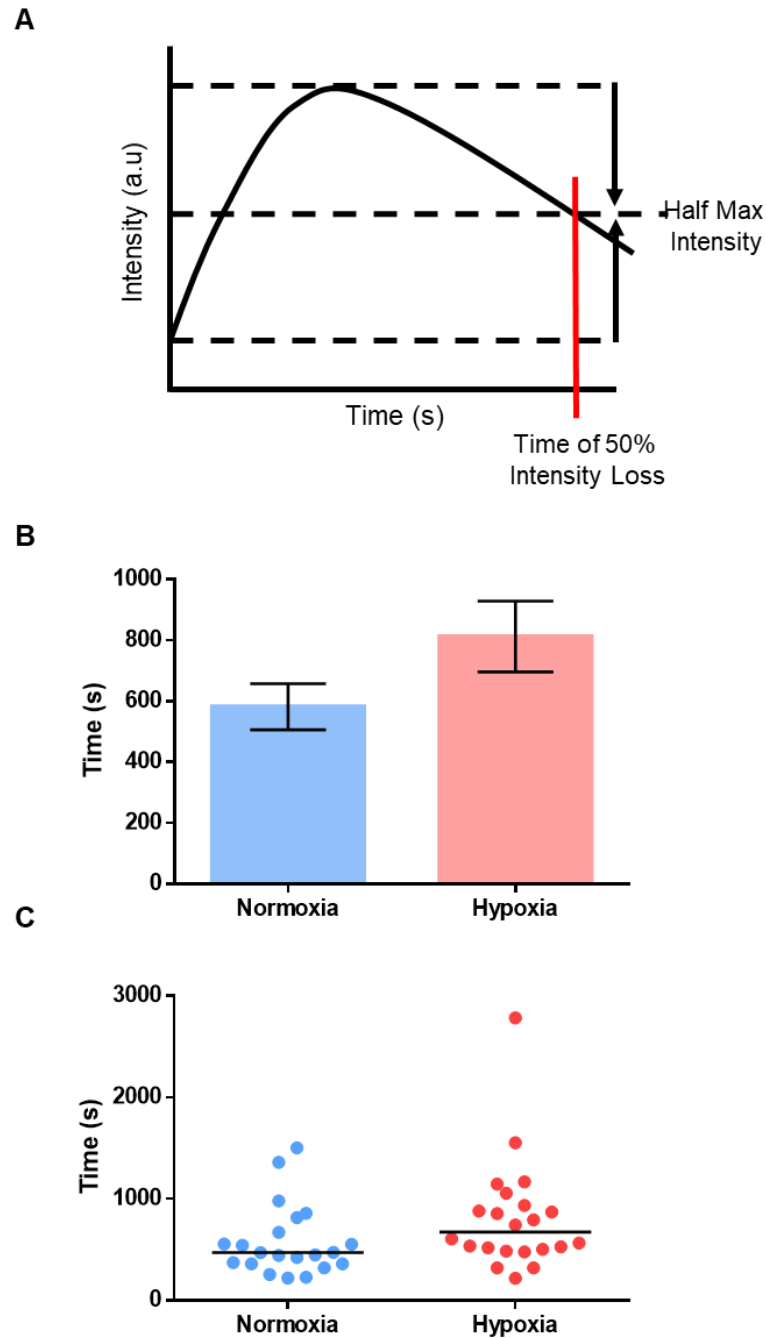 A
Intensity (a.u)
Half Max
Intensity
Time (s)
Time of 50%
Intensity Loss
B
1000
800
600
400
200
0
Time (s)
Normoxia
Hypoxia
C
3000
2000
1000
0
Time (s)
Normoxia
Hypoxia